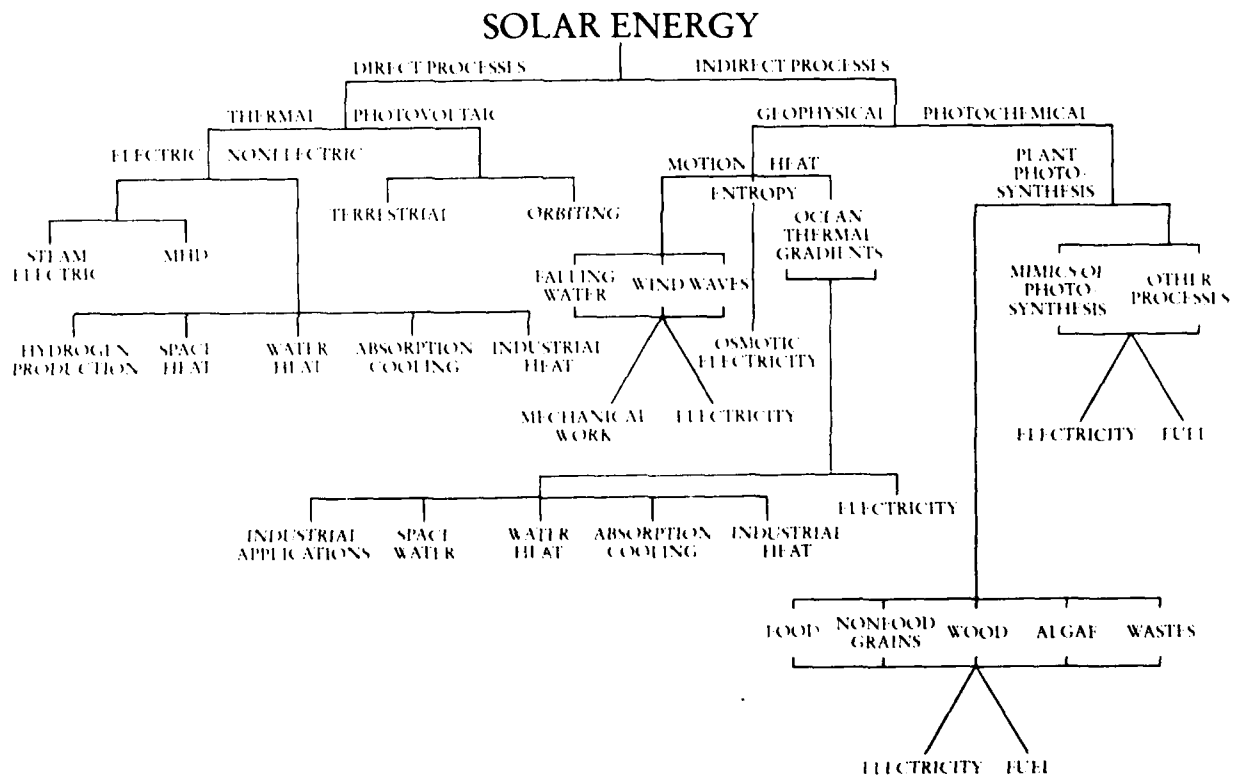 SOLAR ENERGY
DIRECT PROCESSES
INDIRECT PROCESSES
THERMAL
PHOTOVOLTAIC
GEOPHYSICAL
PHOTOCHEMICAL
ELECTRIC
NONELECTRIC
MOTION
HEAT
ENTROPY
PLANT
PHOTO-
SYNTHESIS
TERRESTRIAL
ORBITING
OCEAN
THERMAL
GRADIENTS
STEAM
ELECTRIC
MHD
FALLING
WATER
WIND
WAVES
MIMICS OF
PHOTO-
SYNTHESIS
OTHER
PROCESSES
HYDROGEN
PRODUCTION
SPACE
HEAT
WATER
HEAT
ABSORPTION
COOLING
INDUSTRIAL
HEAT
OSMOTIC
ELECTRICITY
MECHANICAL
WORK
ELECTRICITY
ELECTRICITY
FUEL
INDUSTRIAL
APPLICATIONS
SPACE
WATER
WATER
HEAT
ABSORPTION
COOLING
INDUSTRIAL
HEAT
ELECTRICITY
FOOD
NONFOOD
GRAINS
WOOD
ALGAE
WASTES
ELECTRICITY
FUEL